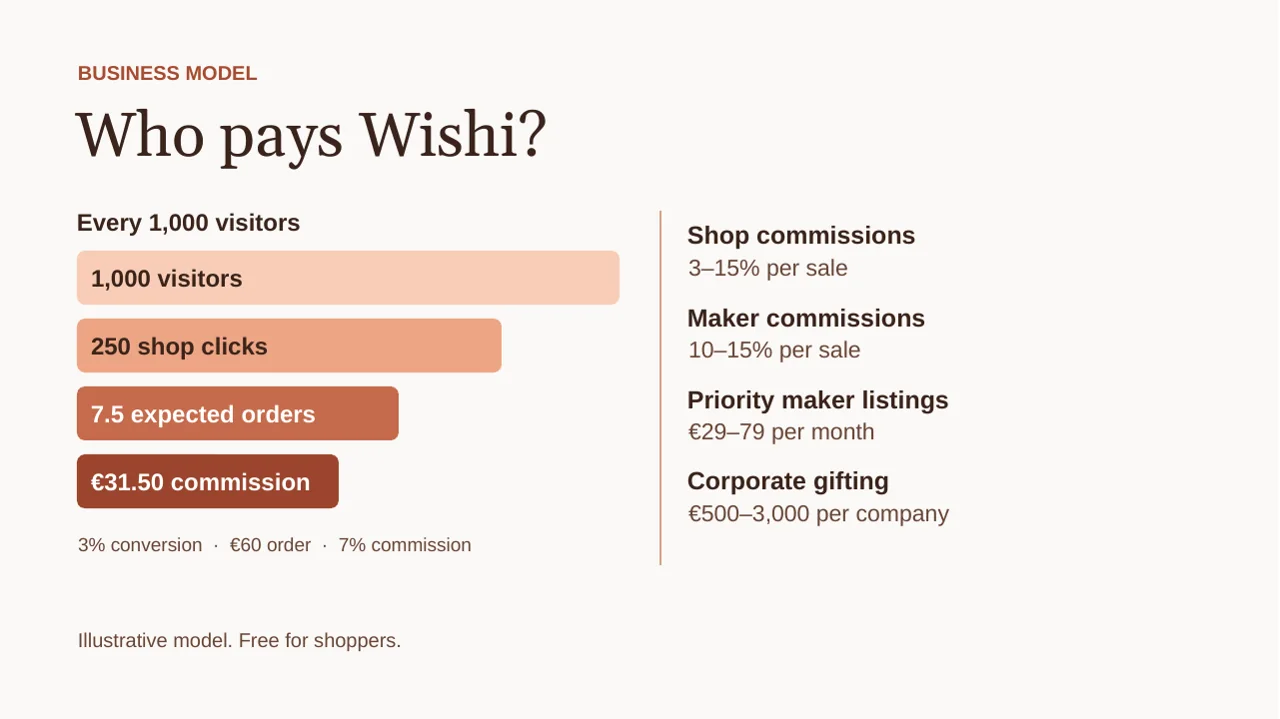 BUSINESS MODEL
Who pays Wishi?
Every 1,000 visitors
1,000 visitors
250 shop clicks
7.5 expected orders
€31.50 commission
3% conversion · €60 order · 7% commission
Shop commissions
3–15% per sale
Maker commissions
10–15% per sale
Priority maker listings
€29–79 per month
Corporate gifting
€500–3,000 per company
Illustrative model. Free for shoppers.